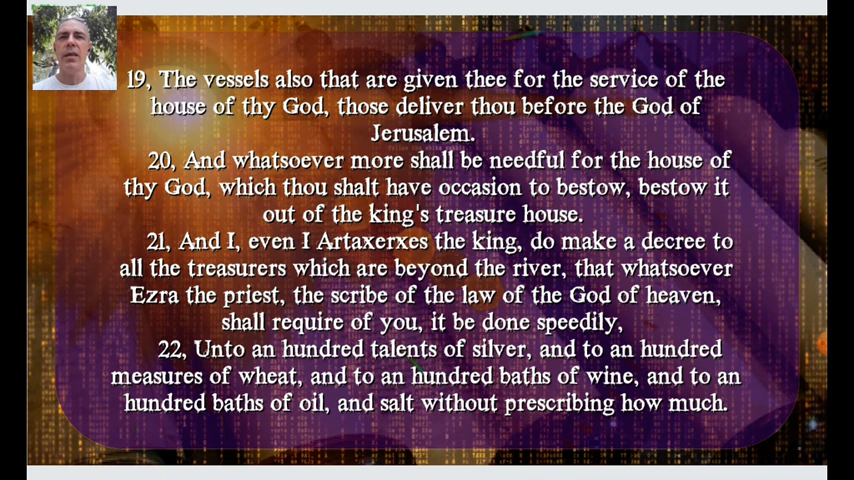 19, The vessels also that are given thee for the service of the
house of thy God, those deliver thou before the God of
Jerusalem.
20, And whatsoever more shall be needful for the house of
thy God, which thou shalt have occasion to bestow, bestow it
out of the king's treasure house.
21, And I, even I Artaxerxes the king, do make a decree to
all the treasurers which are beyond the river, that whatsoever
Ezra the priest, the scribe of the law of the God of heaven,
shall require of you, it be done speedily,
22, Unto an hundred talents of silver, and to an hundred
measures of wheat, and to an hundred baths of wine, and to an
hundred baths of oil, and salt without prescribing how much.